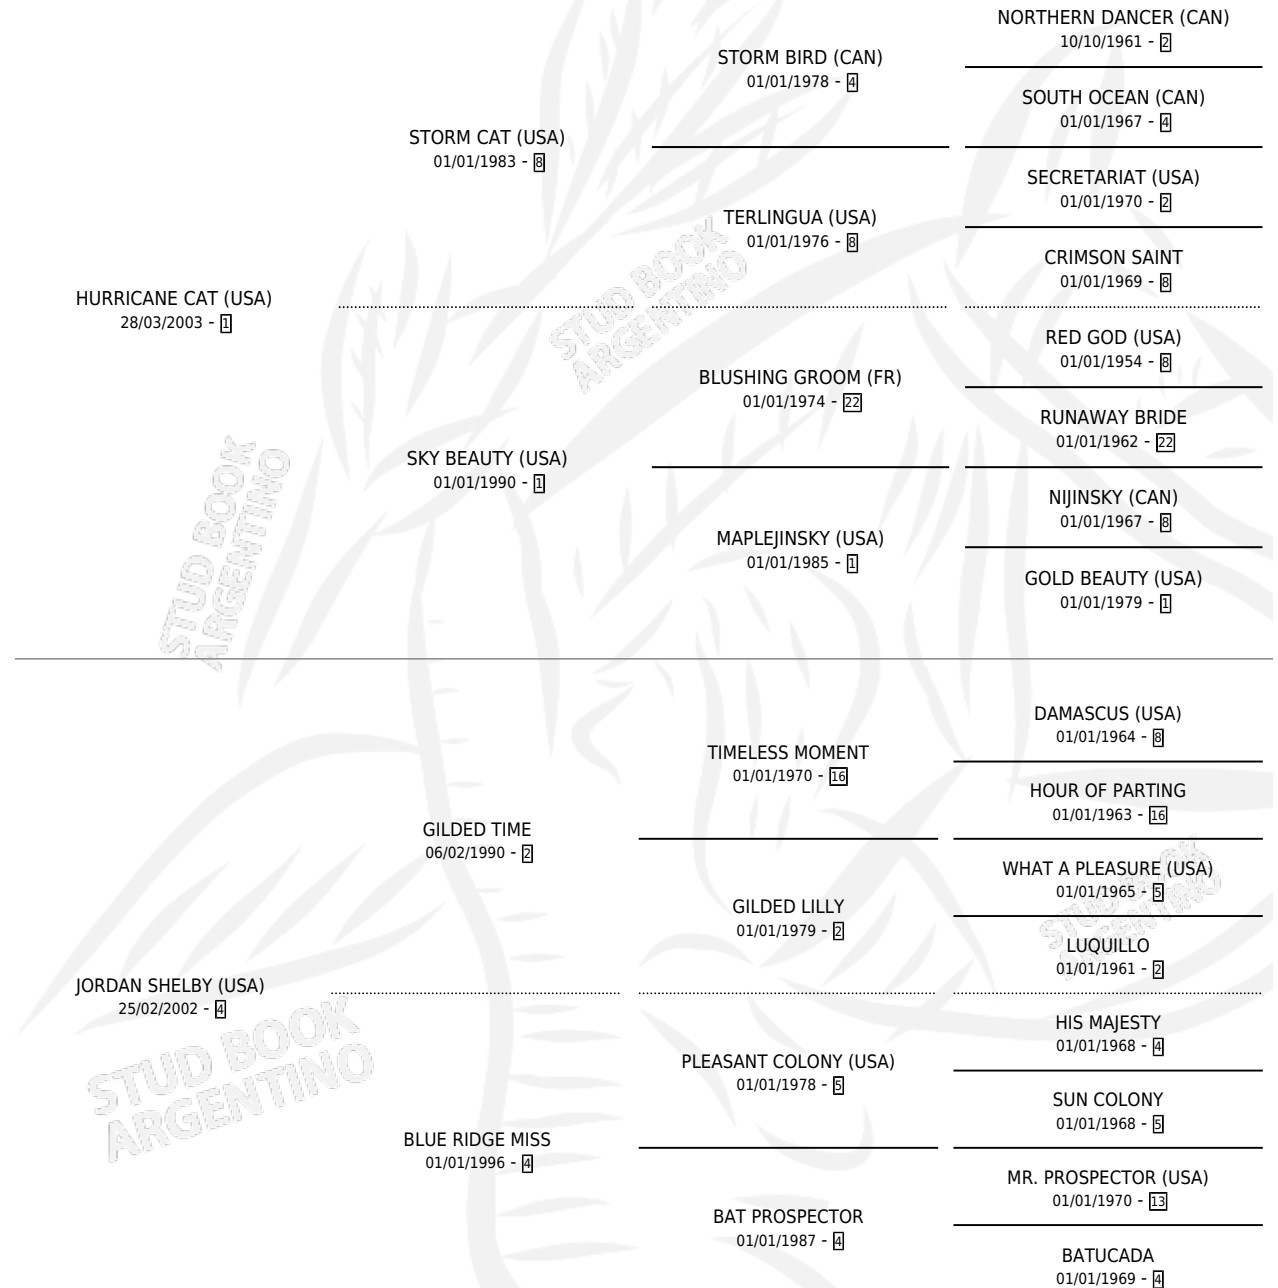 NORTHERN DANCER (CAN)
10/10/1961 - 2
STORM BIRD (CAN)
01/01/1978 - 4
SOUTH OCEAN (CAN)
01/01/1967 - 4
STORM CAT (USA)
01/01/1983 - 8
SECRETARIAT (USA)
01/01/1970 - 2
TERLINGUA (USA)
01/01/1976 - 8
CRIMSON SAINT
01/01/1969 - 8
HURRICANE CAT (USA)
28/03/2003 - 1
RED GOD (USA)
01/01/1954 - 8
BLUSHING GROOM (FR)
01/01/1974 - 22
RUNAWAY BRIDE
01/01/1962 - 22
SKY BEAUTY (USA)
01/01/1990 - 1
NIJINSKY (CAN)
01/01/1967 - 8
MAPLEJINSKY (USA)
01/01/1985 - 1
GOLD BEAUTY (USA)
01/01/1979 - 1
DAMASCUS (USA)
01/01/1964 - 8
TIMELESS MOMENT
01/01/1970 - 16
HOUR OF PARTING
01/01/1963 - 16
GILDED TIME
06/02/1990 - 2
WHAT A PLEASURE (USA)
01/01/1965 - 5
GILDED LILLY
01/01/1979 - 2
LUQUILLO
01/01/1961 - 2
JORDAN SHELBY (USA)
25/02/2002 - 4
HIS MAJESTY
01/01/1968 - 4
PLEASANT COLONY (USA)
01/01/1978 - 5
SUN COLONY
01/01/1968 - 5
BLUE RIDGE MISS
01/01/1996 - 4
MR. PROSPECTOR (USA)
01/01/1970 - 13
BAT PROSPECTOR
01/01/1987 - 4
BATUCADA
01/01/1969 - 4
STUD BOOK
ARGENTINO
STUD BOOK
ARGENTINO
STUD BOOK
ARGENTINO
STUD BOOK
ARGENTINO